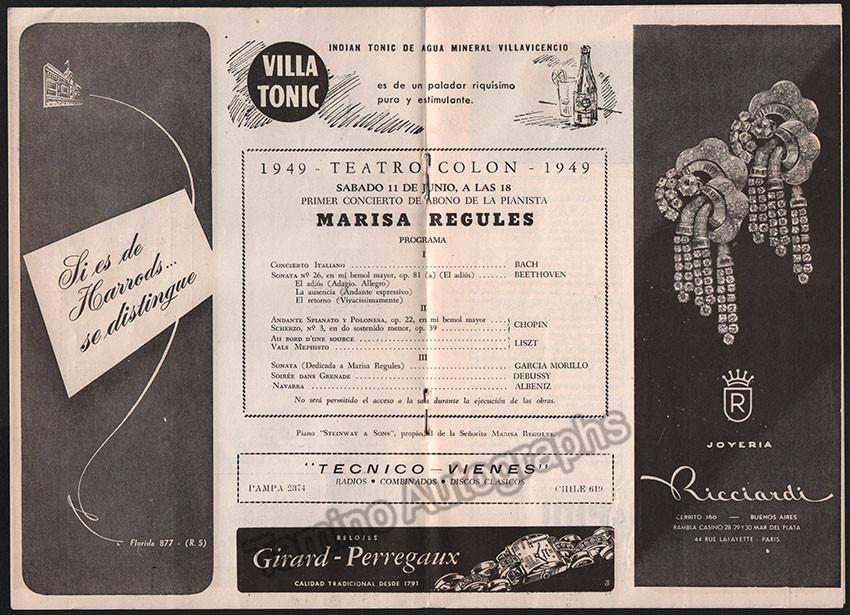 Si es de
Harrods...
se distingue
Florida 877 - (R. 5)
VILLA
TONIC
INDIAN TONIC DE AGUA MINERAL VILLAVICENCIO
es de un paladar riquísimo
pura y estimulante.
1949 - TEATRO COLON - 1949
SABADO 11 DE JUNIO, A LAS 18
PRIMER CONCIERTO DE ABONO DE LA PIANISTA
MARISA REGULES
PROGRAMA
I
CONCIERTO ITALIANO ........ BACH
SONATA Nº 26, en mi bemol mayor, op. 81 (a) (El adiós) ....... BEETHOVEN
El adiós (Adagio. Allegro)
La ausencia (Andante espressivo)
El retorno (Vivacissimamente)
II
ANDANTE SPIANATO Y POLONESA, op. 22, en mi bemol mayor ....
SCHERZO, Nº 3, en do sostenido menor, op. 39 ........ CHOPIN
AU BORD D'UNE SOURCE ........
VALS MEPHISTO ........ LISZT
III
SONATA (Dedicada a Marisa Regules) ........ GARCIA MORILLO
SOIRÉE DANS GRENADE ........ DEBUSSY
NAVARRA ........ ALBENIZ
No será permitido el acceso a la sala durante la ejecución de las obras.
Piano "STEINWAY & SONS", propiedad de la Señorita MARISA REGULES
"TECNICO - VIENES"
RADIOS • COMBINADOS • DISCOS CLASICOS
PAMPA 2374 CHILE 619
RELOJES
Girard-Perregaux
CALIDAD TRADICIONAL DESDE 1791
3
R
JOYERIA
Ricciardi
CERRITO 360 — BUENOS AIRES
RAMBLA CASINO 28 29 Y 30 MAR DEL PLATA
44 RUE LAFAYETTE - PARIS
Tamino Autographs